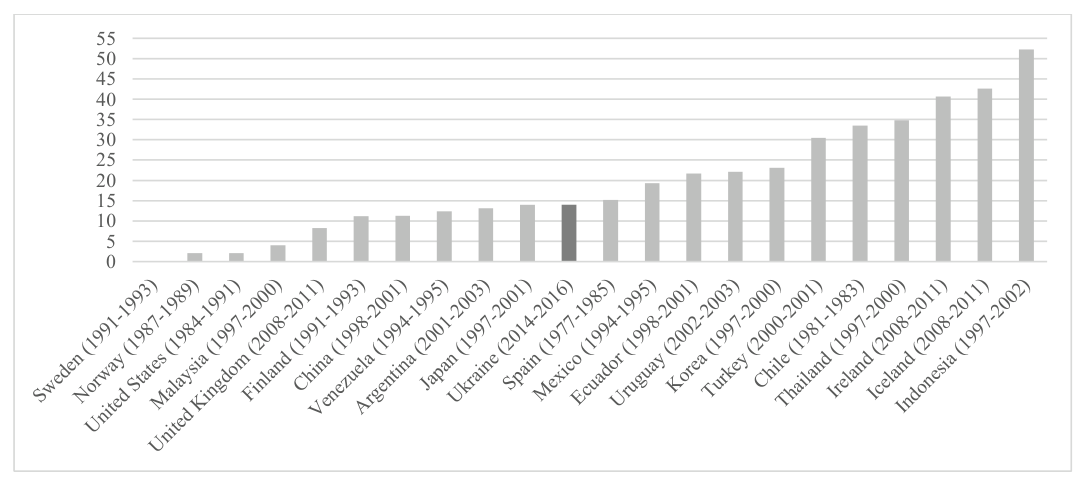 55
50
45
40
35
30
25
20
15
10
5
0
Sweden (1991-1993)
Norway (1987-1989)
United States (1984-1991)
Malaysia (1997-2000)
United Kingdom (2008-2011)
Finland (1991-1993)
China (1998-2001)
Venezuela (1994-1995)
Argentina (2001-2003)
Japan (1997-2001)
Ukraine (2014-2016)
Spain (1977-1985)
Mexico (1994-1995)
Ecuador (1998-2001)
Uruguay (2002-2003)
Korea (1997-2000)
Turkey (2000-2001)
Chile (1981-1983)
Thailand (1997-2000)
Ireland (2008-2011)
Iceland (2008-2011)
Indonesia (1997-2002)